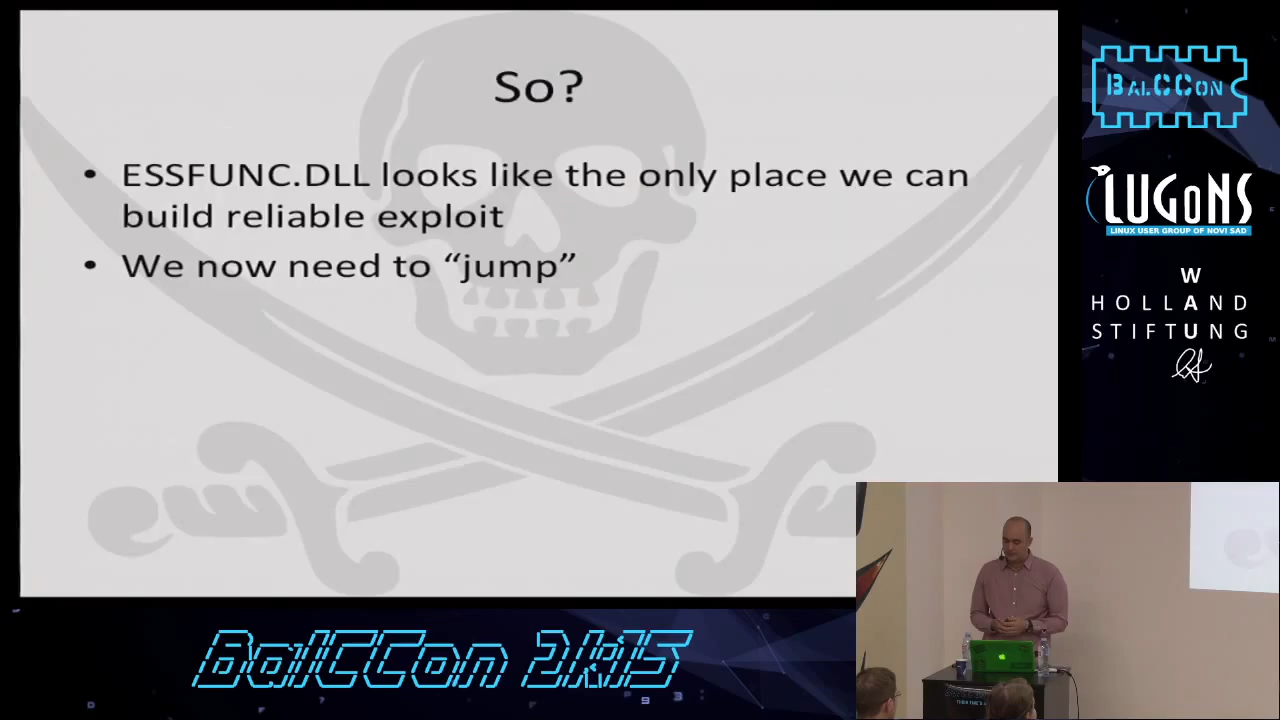 So?
• ESSFUNC.DLL looks like the only place we can
build reliable exploit
• We now need to “jump”
BALCCON
LUGoNS
LINUX USER GROUP OF NOVI SAD
W
HOLLAND
STIFTUNG
BalCCon 2k15